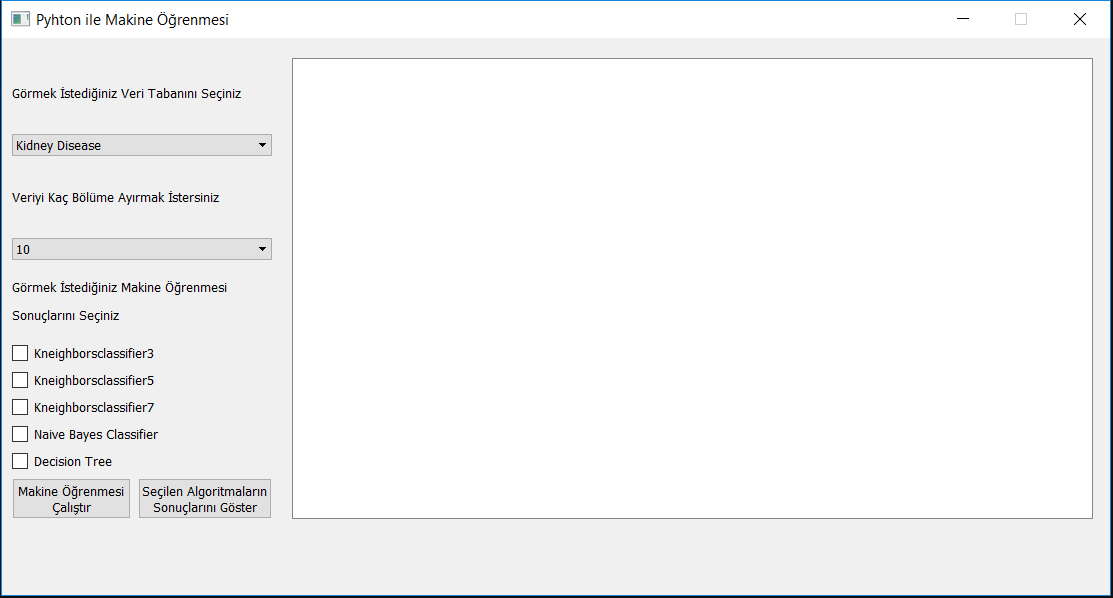 Pyhton ile Makine Öğrenmesi
Görmek İstediğiniz Veri Tabanını Seçiniz
Kidney Disease
Veriyi Kaç Bölüme Ayırmak İstersiniz
10
Görmek İstediğiniz Makine Öğrenmesi
Sonuçlarını Seçiniz
Kneighborsclassifier3
Kneighborsclassifier5
Kneighborsclassifier7
Naive Bayes Classifier
Decision Tree
Makine Öğrenmesi
Çalıştır
Seçilen Algoritmaların
Sonuçlarını Göster